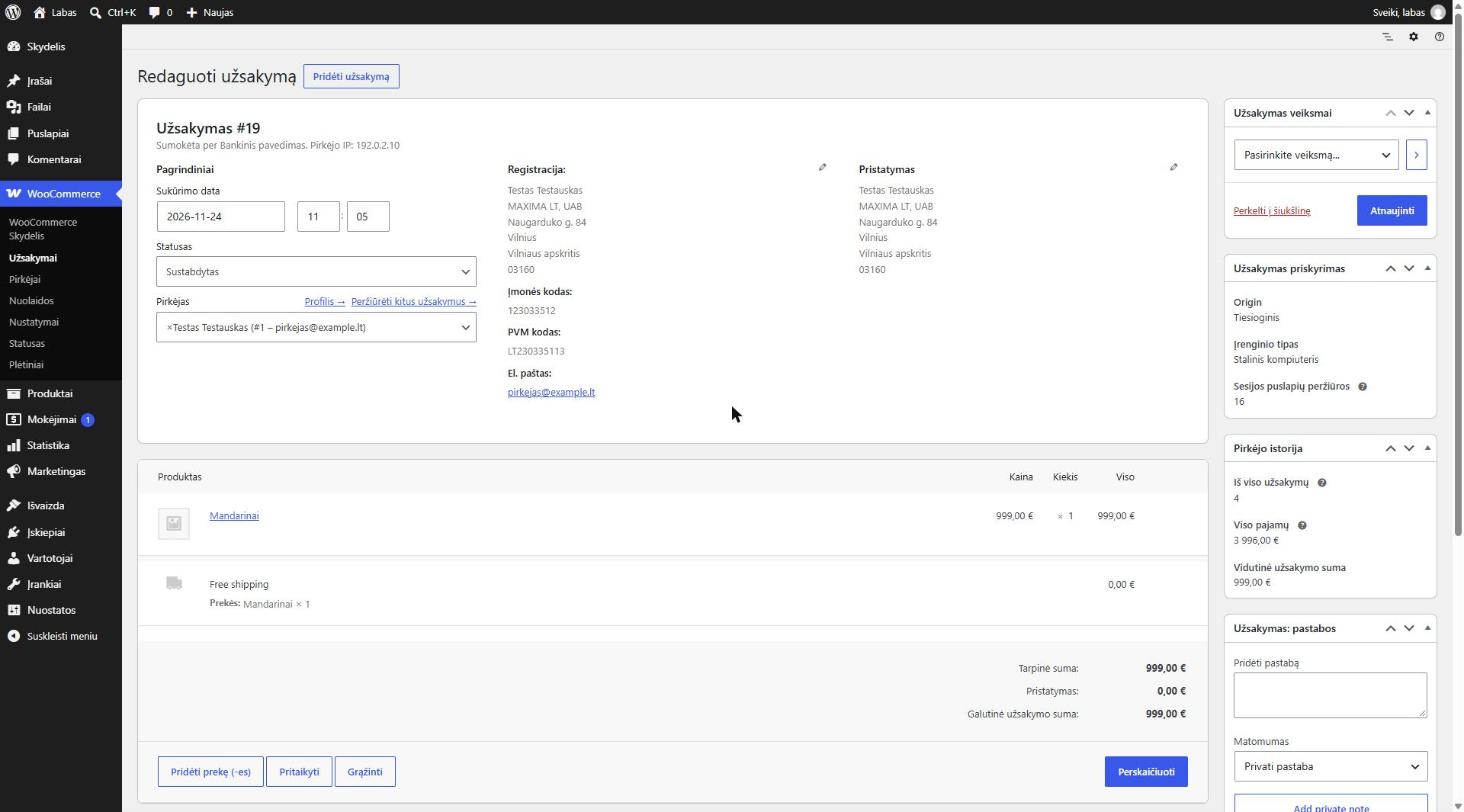 Labas
Ctrl+K
0
Naujas
Sveiki, labas
Skydelis
Įrašai
Failai
Puslapiai
Komentarai
WooCommerce
WooCommerce
Skydelis
Užsakymai
Pirkėjai
Nuolaidos
Nustatymai
Statusas
Plėtiniai
Produktai
Mokėjimai 1
Statistika
Marketingas
Išvaizda
Įskiepiai
Vartotojai
Įrankiai
Nuostatos
Suskleisti meniu
Redaguoti užsakymą
Pridėti užsakymą
Užsakymas #19
Sumokėta per Bankinis pavedimas. Pirkėjo IP: 192.0.2.10
Pagrindiniai
Sukūrimo data
2026-11-24
11 : 05
Statusas
Sustabdytas
Pirkėjas
Profilis →
Peržiūrėti kitus užsakymus →
×Testas Testauskas (#1 – pirkejas@example.lt)
Registracija:
Testas Testauskas
MAXIMA LT, UAB
Naugarduko g. 84
Vilnius
Vilniaus apskritis
03160
Įmonės kodas:
123033512
PVM kodas:
LT230335113
El. paštas:
pirkejas@example.lt
Pristatymas
Testas Testauskas
MAXIMA LT, UAB
Naugarduko g. 84
Vilnius
Vilniaus apskritis
03160
Produktas
Kaina
Kiekis
Viso
Mandarinai
999,00 €
× 1
999,00 €
Free shipping
0,00 €
Prekės: Mandarinai × 1
Tarpinė suma: 999,00 €
Pristatymas: 0,00 €
Galutinė užsakymo suma: 999,00 €
Pridėti prekę (-es)
Pritaikyti
Grąžinti
Perskaičiuoti
Užsakymas veiksmai
Pasirinkite veiksmą...
Perkelti į šiukšlinę
Atnaujinti
Užsakymas priskyrimas
Origin
Tiesioginis
Įrenginio tipas
Stalinis kompiuteris
Sesijos puslapių peržiūros
16
Pirkėjo istorija
Iš viso užsakymų
4
Viso pajamų
3 996,00 €
Vidutinė užsakymo suma
999,00 €
Užsakymas: pastabos
Pridėti pastabą
Matomumas
Privati pastaba
Add private note